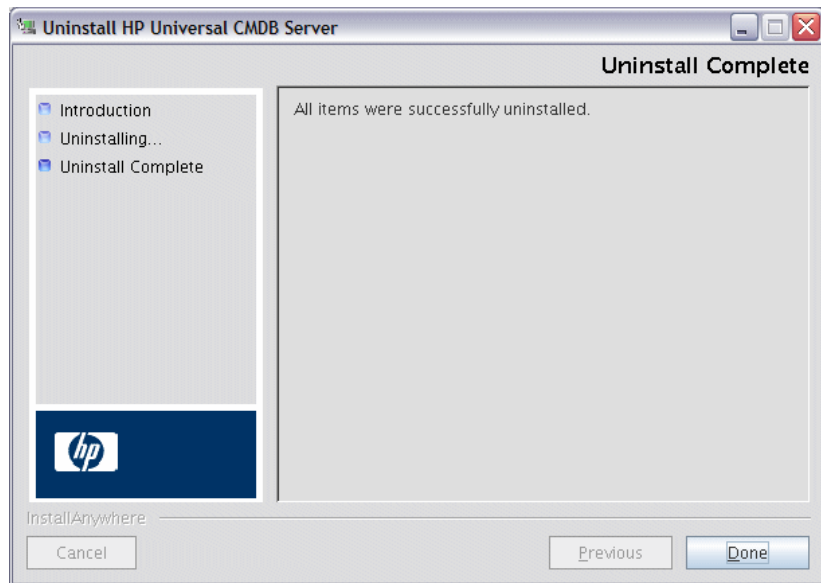 Uninstall HP Universal CMDB Server
Uninstall Complete
Introduction
Uninstalling...
Uninstall Complete
All items were successfully uninstalled.
hp
InstallAnywhere
Cancel
Previous
Done